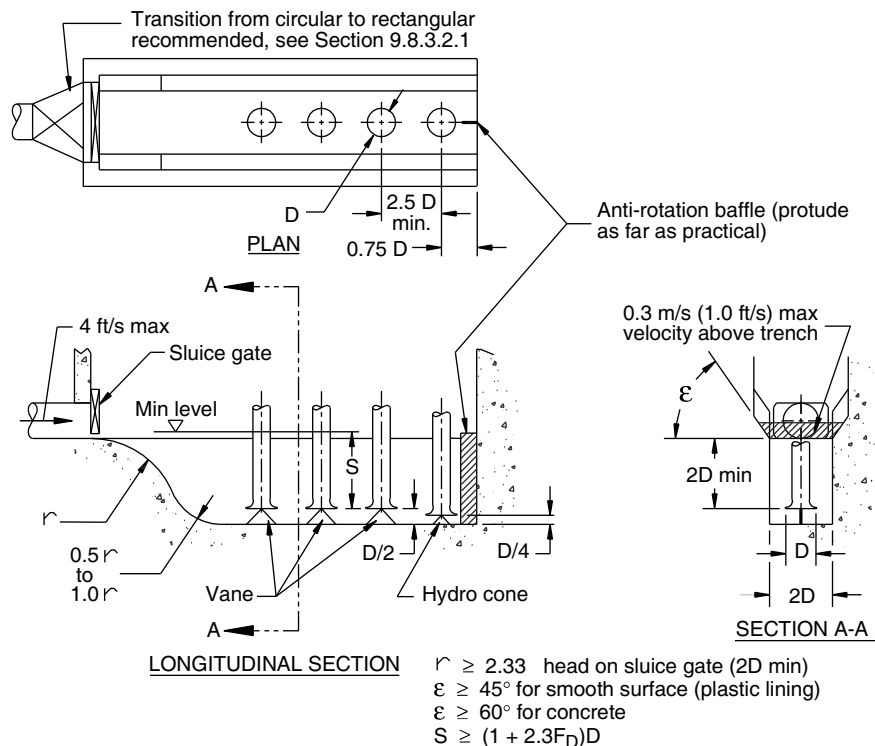 Transition from circular to rectangular
recommended, see Section 9.8.3.2.1
D
2.5 D
min.
0.75 D
PLAN
Anti-rotation baffle (protude
as far as practical)
A
4 ft/s max
Sluice gate
Min level
S
r
0.5 r
to
1.0 r
Vane
D/2
D/4
Hydro cone
A
LONGITUDINAL SECTION
0.3 m/s (1.0 ft/s) max
velocity above trench
ε
2D min
D
2D
SECTION A-A
r ≥ 2.33 head on sluice gate (2D min)
ε ≥ 45° for smooth surface (plastic lining)
ε ≥ 60° for concrete
S ≥ (1 + 2.3F_D)D